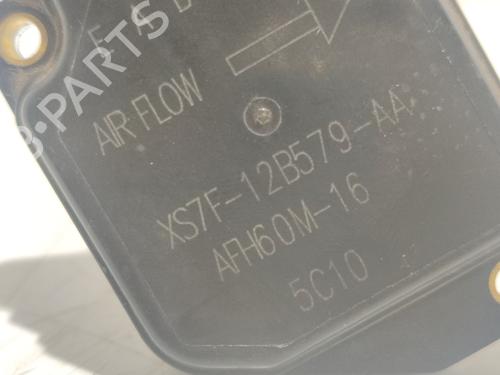 AIR FLOW
XS7F-12B579-AA
AFH60M-16
5C10
B-PARTS